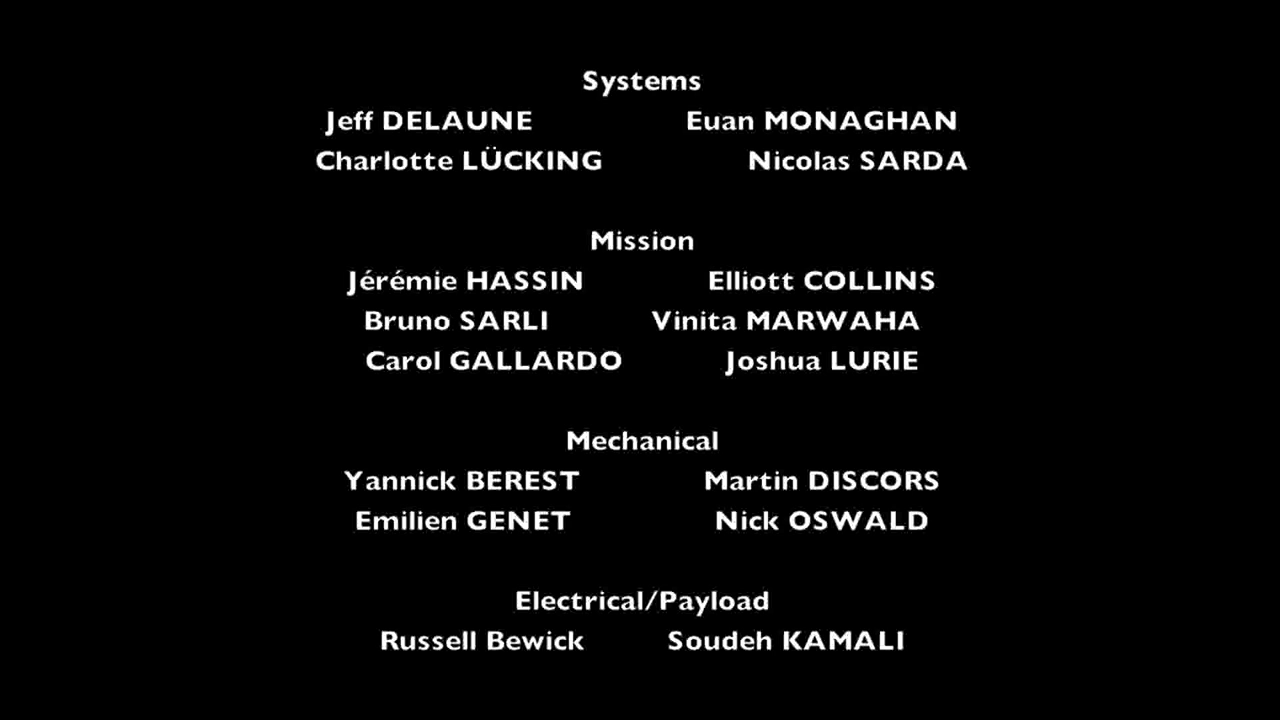 Systems
Jeff DELAUNE Euan MONAGHAN
Charlotte LÜCKING Nicolas SARDA
Mission
Jérémie HASSIN Elliott COLLINS
Bruno SARLI Vinita MARWAHA
Carol GALLARDO Joshua LURIE
Mechanical
Yannick BEREST Martin DISCORS
Emilien GENET Nick OSWALD
Electrical/Payload
Russell Bewick Soudeh KAMALI